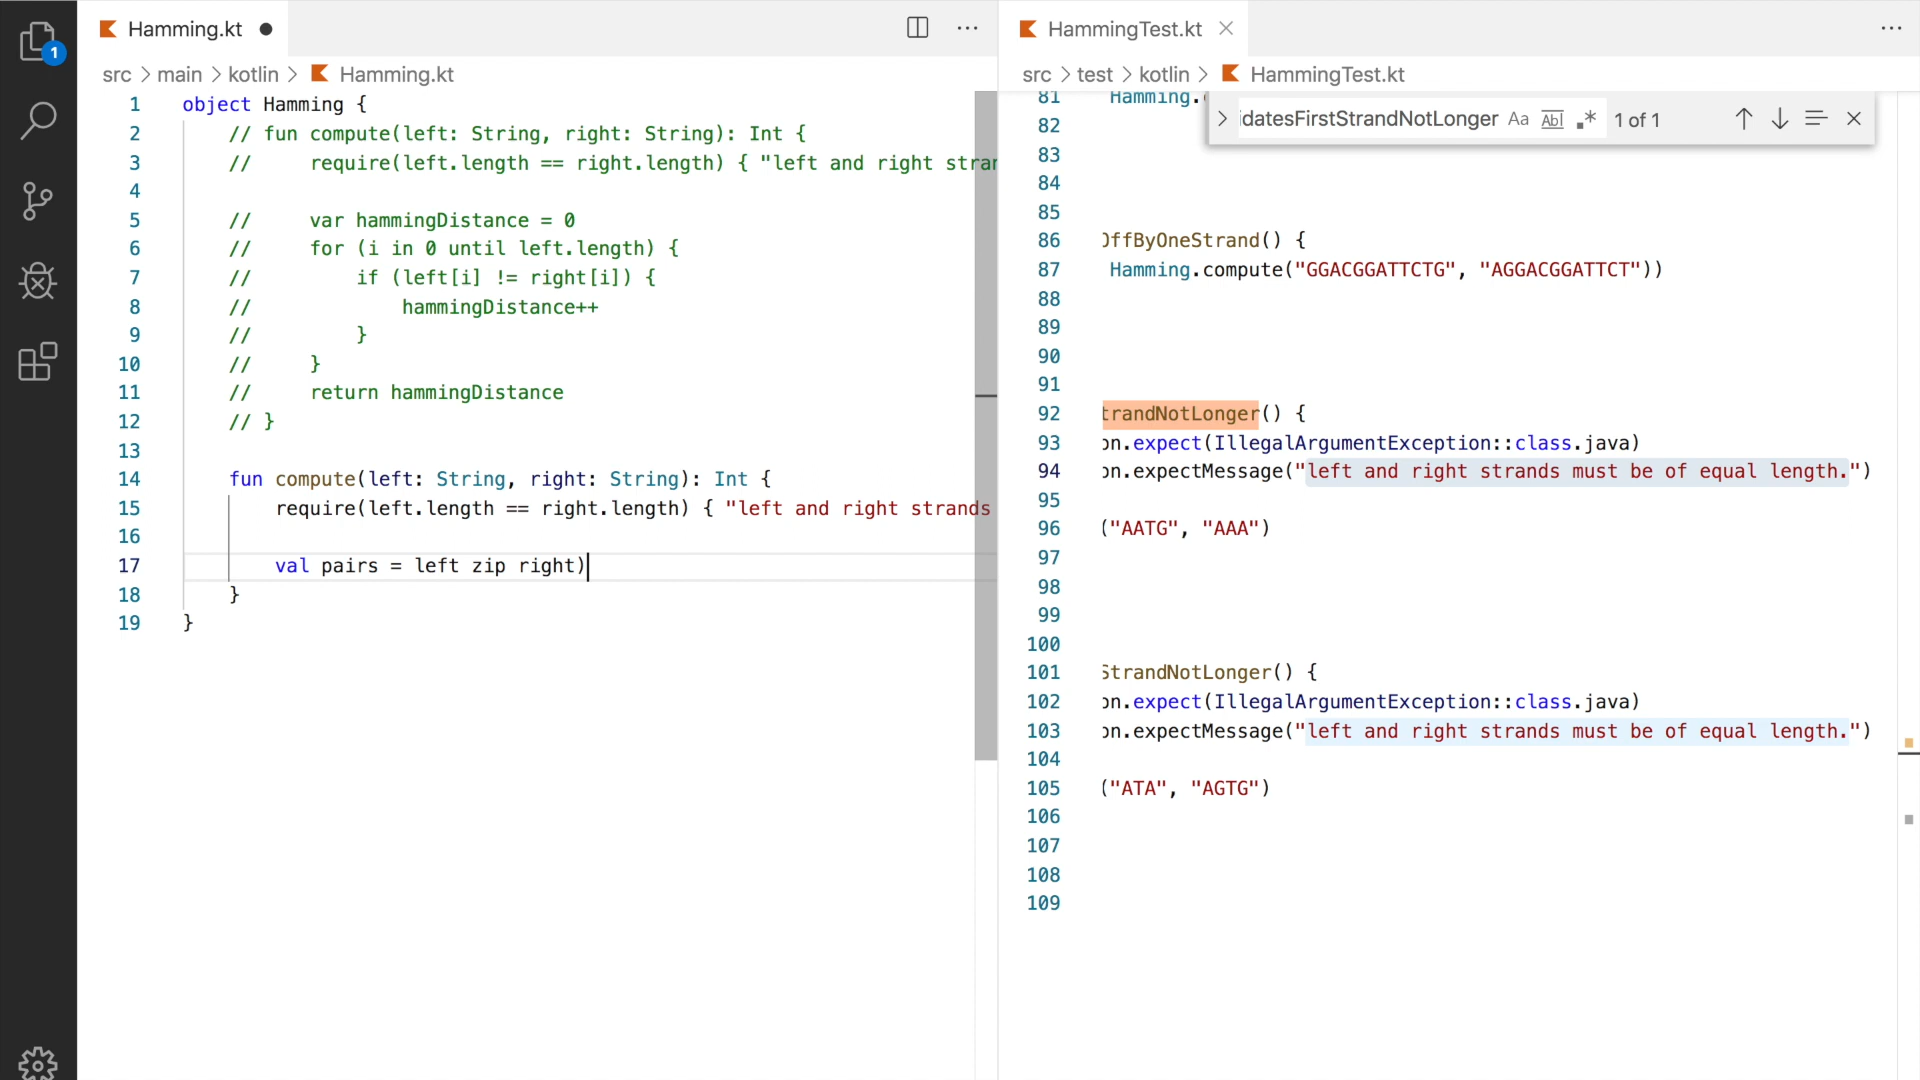 Hamming.kt
src > main > kotlin > Hamming.kt
1 object Hamming {
2 // fun compute(left: String, right: String): Int {
3 // require(left.length == right.length) { "left and right stran
4
5 // var hammingDistance = 0
6 // for (i in 0 until left.length) {
7 // if (left[i] != right[i]) {
8 // hammingDistance++
9 // }
10 // }
11 // return hammingDistance
12 // }
13
14 fun compute(left: String, right: String): Int {
15 require(left.length == right.length) { "left and right strands
16
17 val pairs = left zip right)
18 }
19 }
HammingTest.kt
src > test > kotlin > HammingTest.kt
idatesFirstStrandNotLonger Aa Abl .* 1 of 1
81 Hamming.
82
83
84
85
86 OffByOneStrand() {
87 Hamming.compute("GGACGGATTCTG", "AGGACGGATTCT"))
88
89
90
91
92 trandNotLonger() {
93 on.expect(IllegalArgumentException::class.java)
94 on.expectMessage("left and right strands must be of equal length.")
95
96 ("AATG", "AAA")
97
98
99
100
101 StrandNotLonger() {
102 on.expect(IllegalArgumentException::class.java)
103 on.expectMessage("left and right strands must be of equal length.")
104
105 ("ATA", "AGTG")
106
107
108
109
1